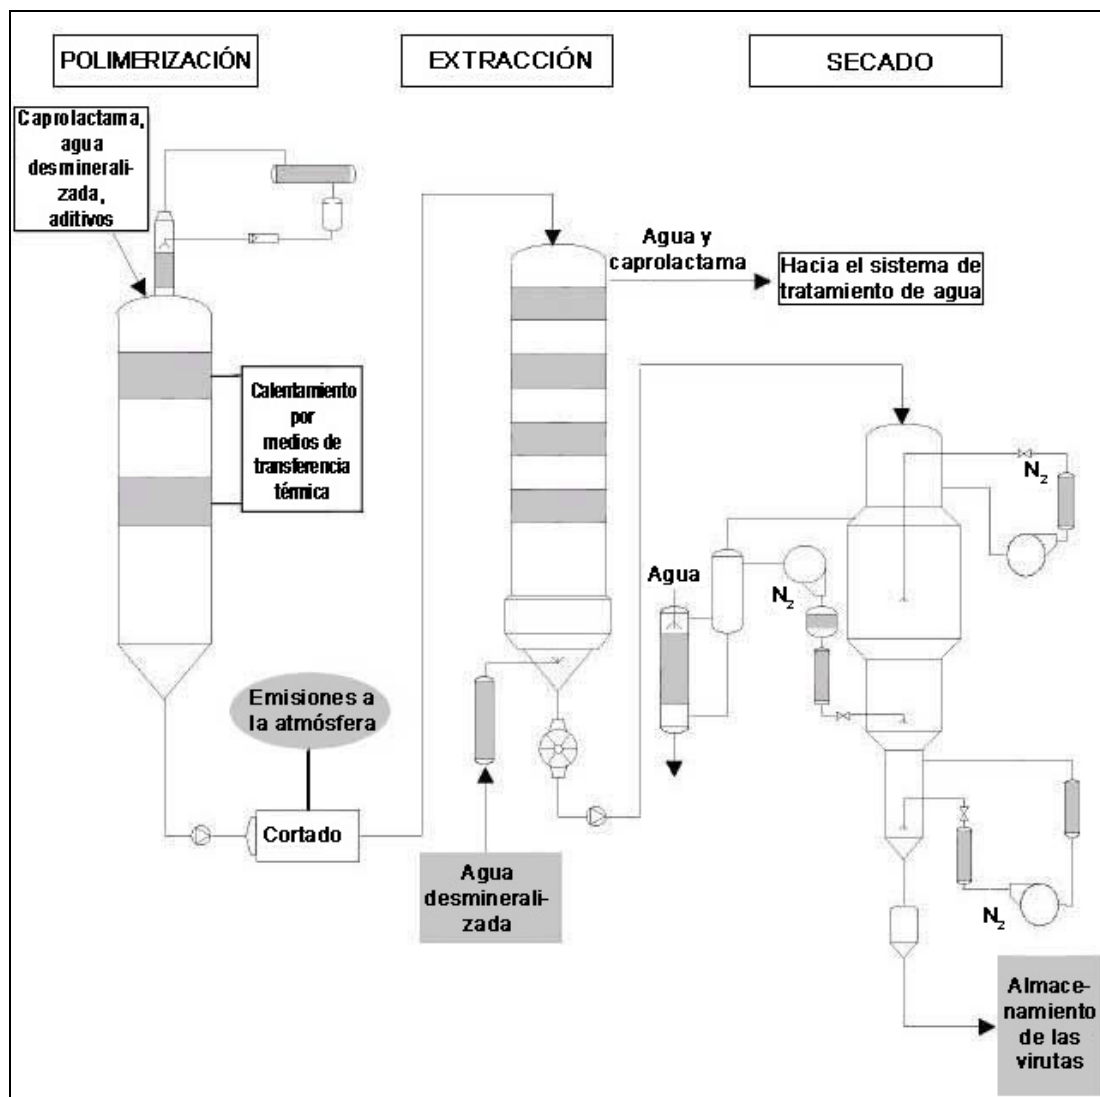 POLIMERIZACIÓN
EXTRACCIÓN
SECADO
Caprolactama,
agua
desminerali-
zada,
aditivos
Agua y
caprolactama
Hacia el sistema de
tratamiento de agua
Calentamiento
por
medios de
transferencia
térmica
N2
Agua
N2
Emisiones a
la atmósfera
Cortado
Agua
desminerali-
zada
N2
Almace-
namiento
de las
virutas